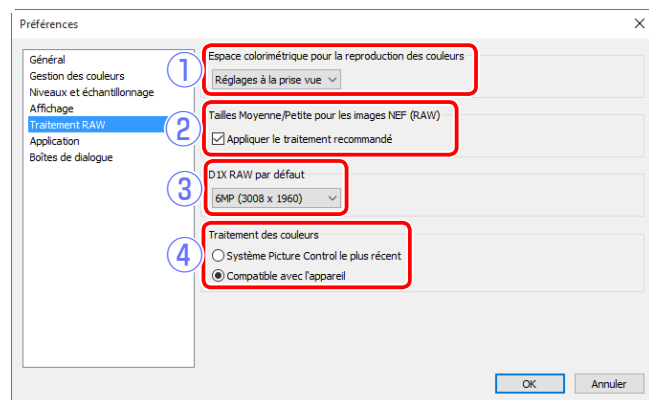 Préférences
Général
Gestion des couleurs
Niveaux et échantillonnage
Affichage
Traitement RAW
Application
Boîtes de dialogue
1
Espace colorimétrique pour la reproduction des couleurs
Réglages à la prise vue
2
Tailles Moyenne/Petite pour les images NEF (RAW)
Appliquer le traitement recommandé
3
D1X RAW par défaut
6MP (3008 x 1960)
4
Traitement des couleurs
Système Picture Control le plus récent
Compatible avec l'appareil
OK
Annuler